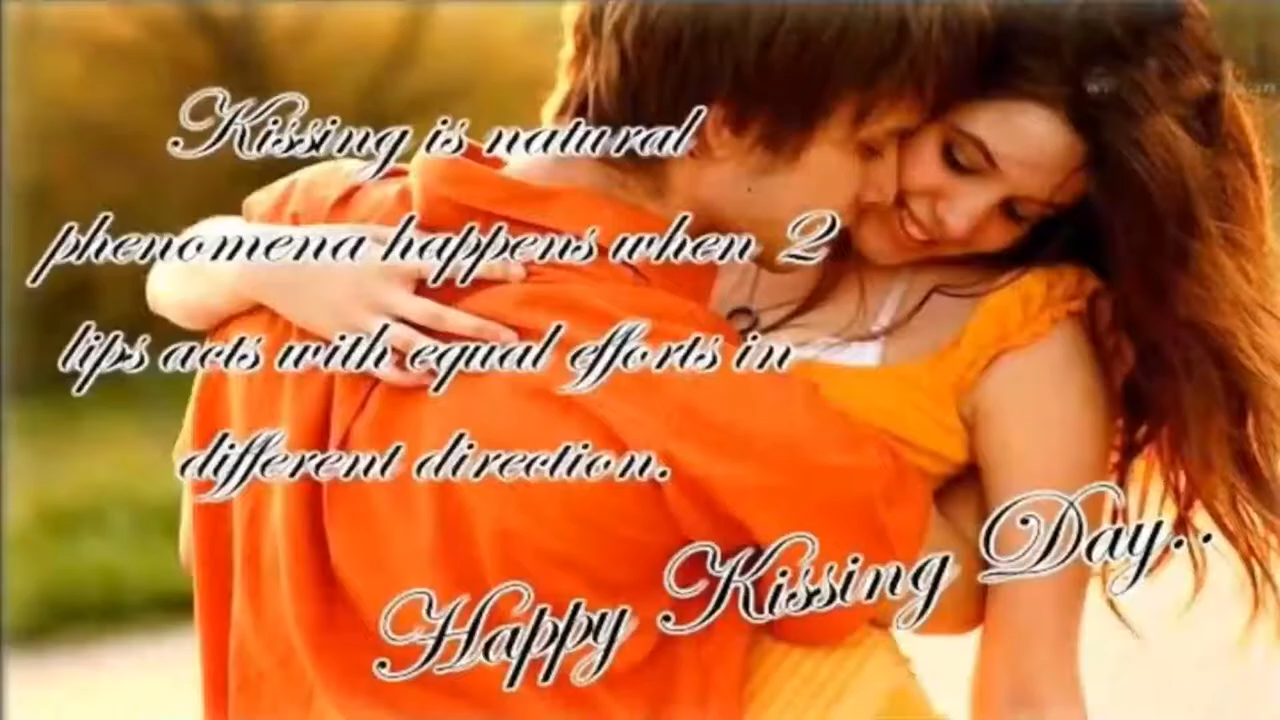 Kissing is natural
phenomena happens when 2
lips acts with equal efforts in
different direction.
Happy Kissing Day..